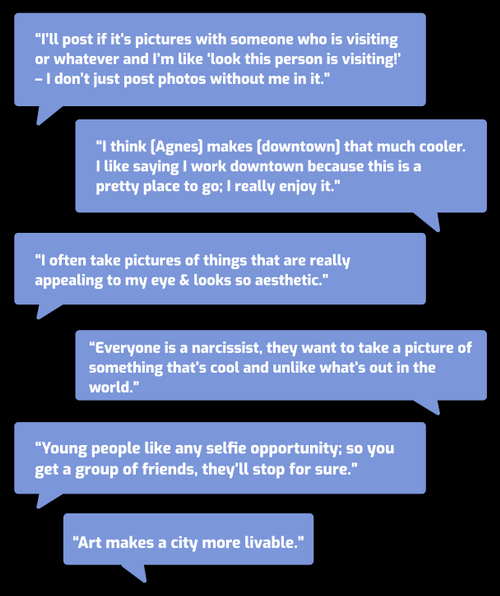 “I’ll post if it’s pictures with someone who is visiting
or whatever and I’m like ‘look this person is visiting!’
– I don’t just post photos without me in it.”
“I think [Agnes] makes [downtown] that much cooler.
I like saying I work downtown because this is a
pretty place to go; I really enjoy it.”
“I often take pictures of things that are really
appealing to my eye & looks so aesthetic.”
“Everyone is a narcissist, they want to take a picture of
something that’s cool and unlike what’s out in the
world.”
“Young people like any selfie opportunity; so you
get a group of friends, they’ll stop for sure.”
“Art makes a city more livable.”